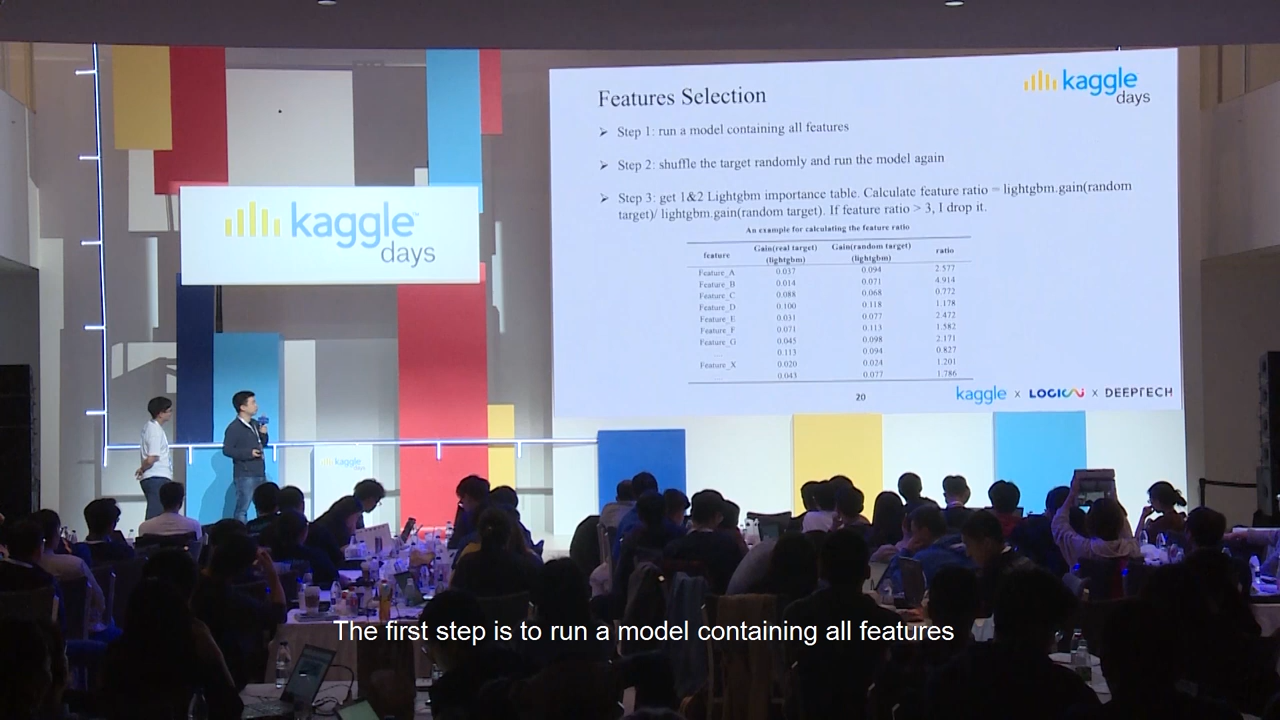 kaggle
days
Features Selection
➢ Step 1: run a model containing all features
➢ Step 2: shuffle the target randomly and run the model again
➢ Step 3: get 1&2 Lightgbm importance table. Calculate feature ratio = lightgbm.gain(random
target)/ lightgbm.gain(random target). If feature ratio > 3, I drop it.
An example for calculating the feature ratio
feature Gain(real target) (lightgbm) Gain(random target) (lightgbm) ratio
Feature_A 0.037 0.094 2.577
Feature_B 0.014 0.071 4.914
Feature_C 0.088 0.068 0.772
Feature_D 0.100 0.118 1.178
Feature_E 0.031 0.077 2.472
Feature_F 0.071 0.113 1.582
Feature_G 0.045 0.098 2.171
... 0.113 0.094 0.827
Feature_X 0.020 0.024 1.201
... 0.043 0.077 1.786
20
kaggle x LOGIC x DEEPTECH
kaggle
days
kaggle
days
The first step is to run a model containing all features